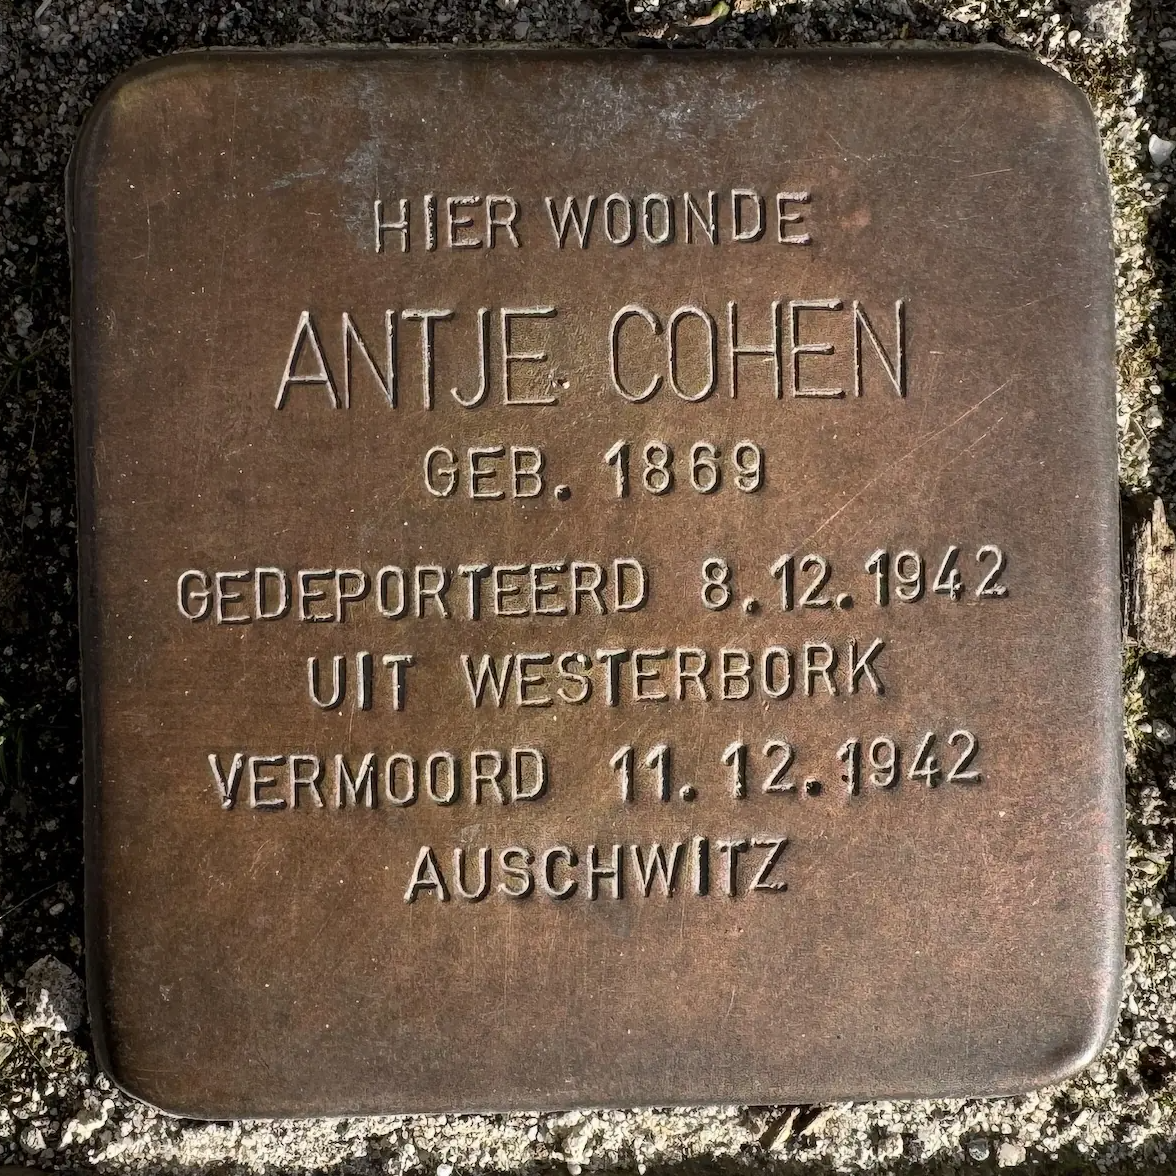 HIER WOONDE
ANTJE COHEN
GEB. 1869
GEDEPORTEERD 8.12.1942
UIT WESTERBORK
VERMOORD 11.12.1942
AUSCHWITZ